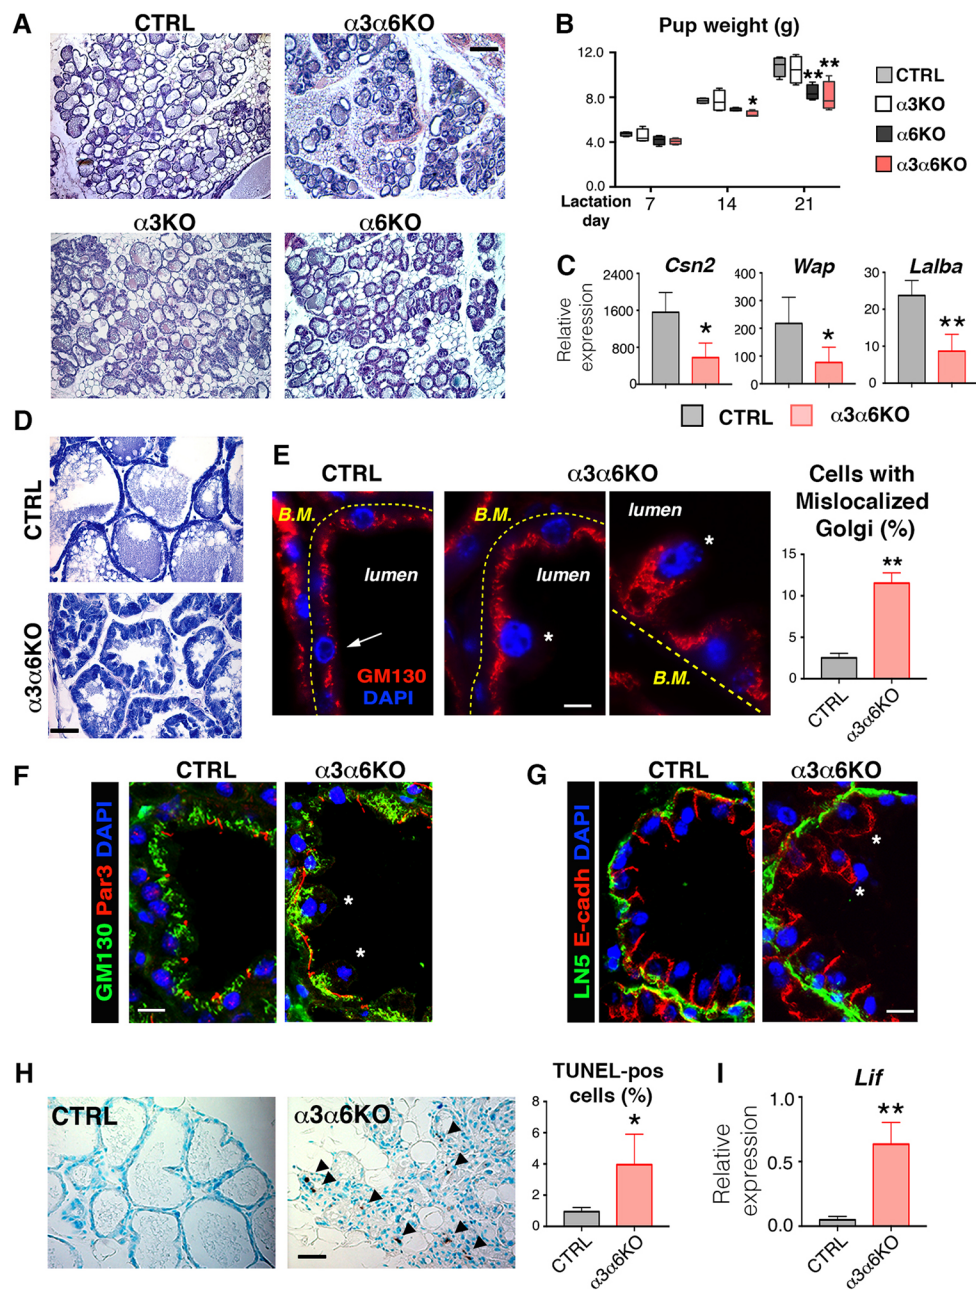 A
CTRL
α3α6KO
α3KO
α6KO
B
Pup weight (g)
12.0
8.0
4.0
0.0
** **
*
Lactation day
7 14 21
CTRL
α3KO
α6KO
α3α6KO
C
Relative expression
Csn2
2400
1600
800
0
*
Wap
400
300
200
100
0
*
Lalba
30
20
10
0
**
CTRL α3α6KO
D
CTRL
α3α6KO
E
CTRL
α3α6KO
B.M.
lumen
GM130
DAPI
B.M.
lumen
*
lumen
*
B.M.
Cells with
Mislocalized
Golgi (%)
15
10
5
0
**
CTRL
α3α6KO
F
CTRL
α3α6KO
GM130 Par3 DAPI
*
*
G
CTRL
α3α6KO
LN5 E-cadh DAPI
*
*
H
CTRL
α3α6KO
TUNEL-pos
cells (%)
8
6
4
2
0
*
CTRL
α3α6KO
I
Lif
Relative
expression
1.0
0.5
0.0
**
CTRL
α3α6KO